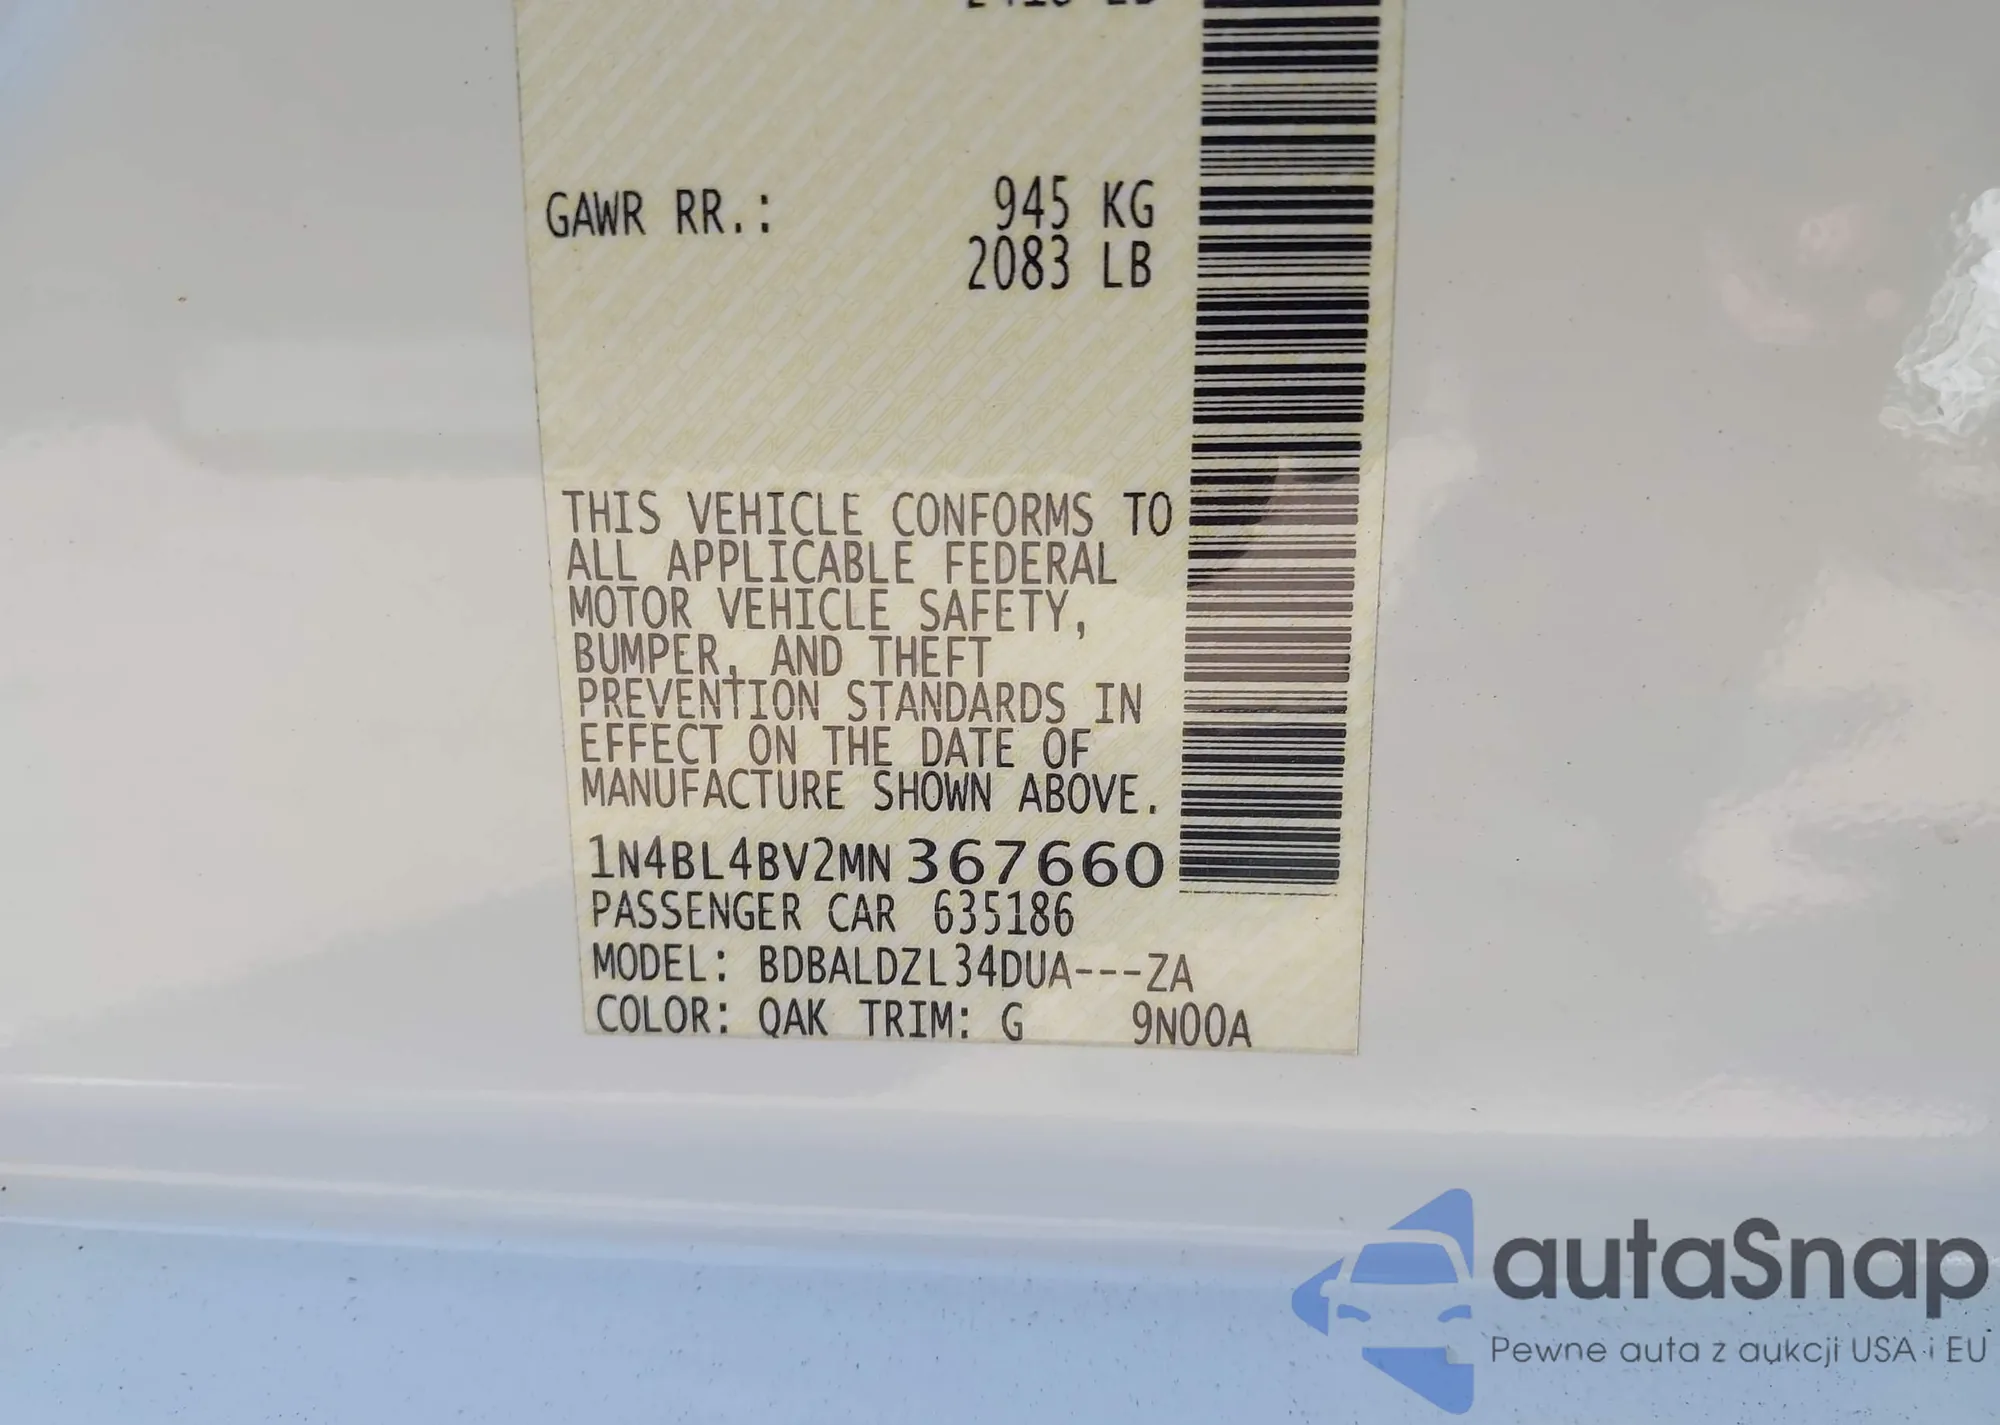 GAWR RR.: 945 KG
2083 LB
THIS VEHICLE CONFORMS TO
ALL APPLICABLE FEDERAL
MOTOR VEHICLE SAFETY,
BUMPER, AND THEFT
PREVENTION STANDARDS IN
EFFECT ON THE DATE OF
MANUFACTURE SHOWN ABOVE.
1N4BL4BV2MN367660
PASSENGER CAR 635186
MODEL: BDBALDZL34DUA---ZA
COLOR: QAK TRIM: G 9N00A
autaSnap
Pewne auta z aukcji USA i EU